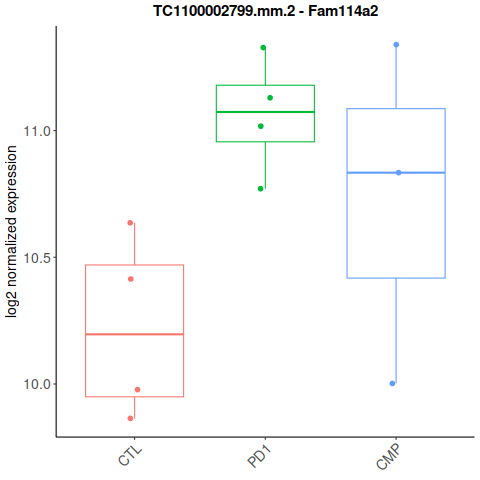 TC1100002799.mm.2 - Fam114a2
log2 normalized expression
11.0
10.5
10.0
CTL
PD1
CMP